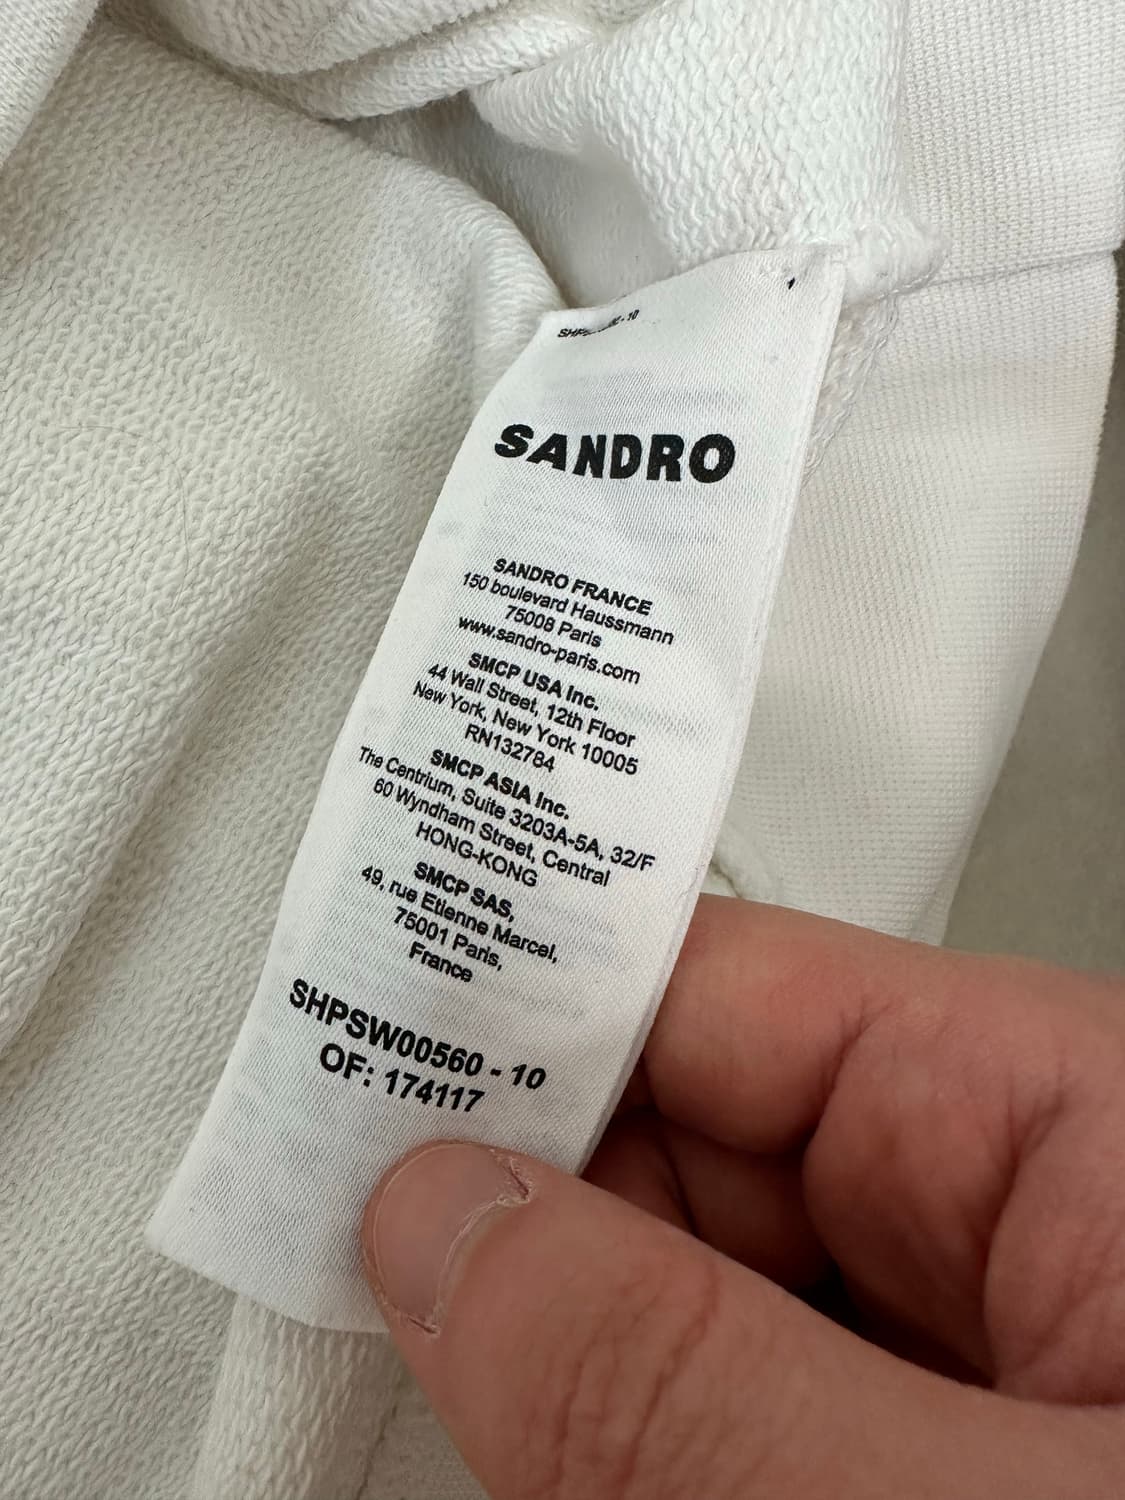 - 10
SANDRO
SANDRO FRANCE
150 boulevard Haussmann
75008 Paris
www.sandro-paris.com
SMCP USA Inc.
44 Wall Street, 12th Floor
New York, New York 10005
RN132784
SMCP ASIA Inc.
The Centrium, Suite 3203A-5A, 32/F
60 Wyndham Street, Central
HONG-KONG
SMCP SAS,
49, rue Etienne Marcel,
75001 Paris,
France
SHPSW00560 - 10
OF: 174117